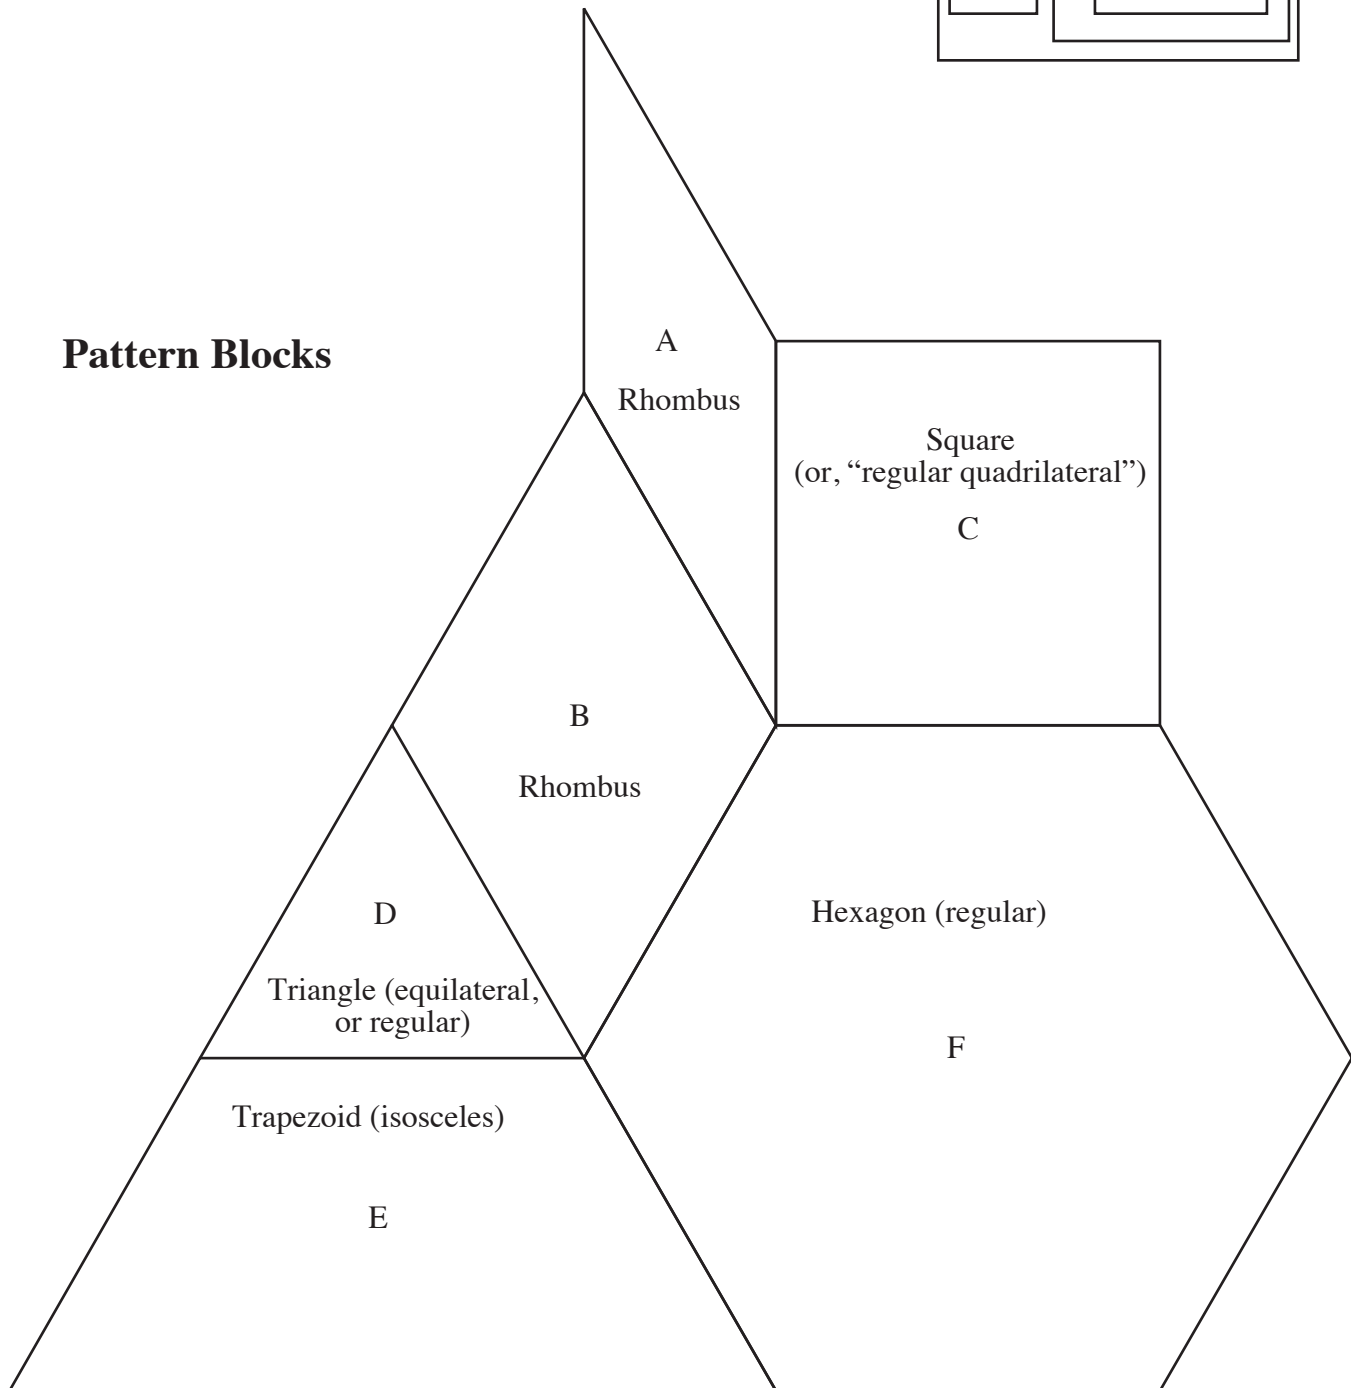 Pattern Blocks
A
Rhombus
Square
(or, “regular quadrilateral”)
C
B
Rhombus
D
Triangle (equilateral,
or regular)
Hexagon (regular)
F
Trapezoid (isosceles)
E